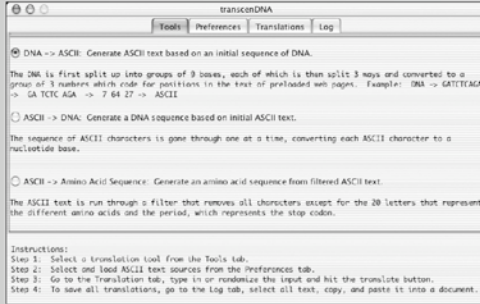 transcenDNA
Tools Preferences Translations Log
DNA -> ASCII: Generate ASCII text based on an initial sequence of DNA.
The DNA is first split up into groups of 9 bases, each of which is then split 3 ways and converted to a
group of 3 numbers which code for positions in the text of preloaded web pages. Example: DNA -> GATCTCAGA
-> GA TCTC AGA -> 7 64 27 -> ASCII
ASCII -> DNA: Generate a DNA sequence based on initial ASCII text.
The sequence of ASCII characters is gone through one at a time, converting each ASCII character to a
nucleotide base.
ASCII -> Amino Acid Sequence: Generate an amino acid sequence from filtered ASCII text.
The ASCII text is run through a filter that removes all characters except for the 20 letters that represent
the different amino acids and the period, which represents the stop codon.
Instructions:
Step 1: Select a translation tool from the Tools tab.
Step 2: Select and load ASCII text sources from the Preferences tab.
Step 3: Go to the Translation tab, type in or randomize the input and hit the translate button.
Step 4: To save all translations, go to the Log tab, select all text, copy, and paste it into a document.